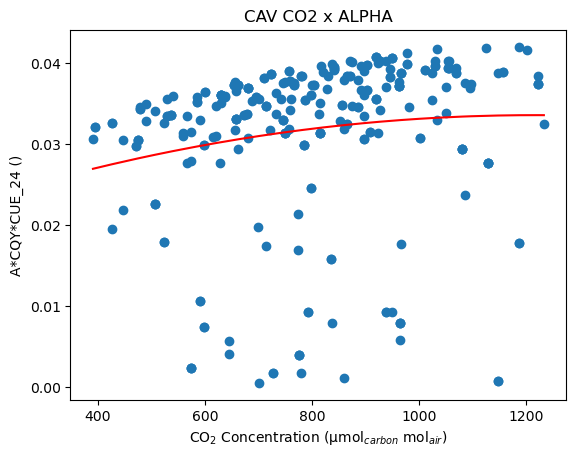 CAV CO2 x ALPHA
A*CQY*CUE_24 ()
0.04
0.03
0.02
0.01
0.00
400 600 800 1000 1200
CO₂ Concentration (μmol_carbon mol_air)